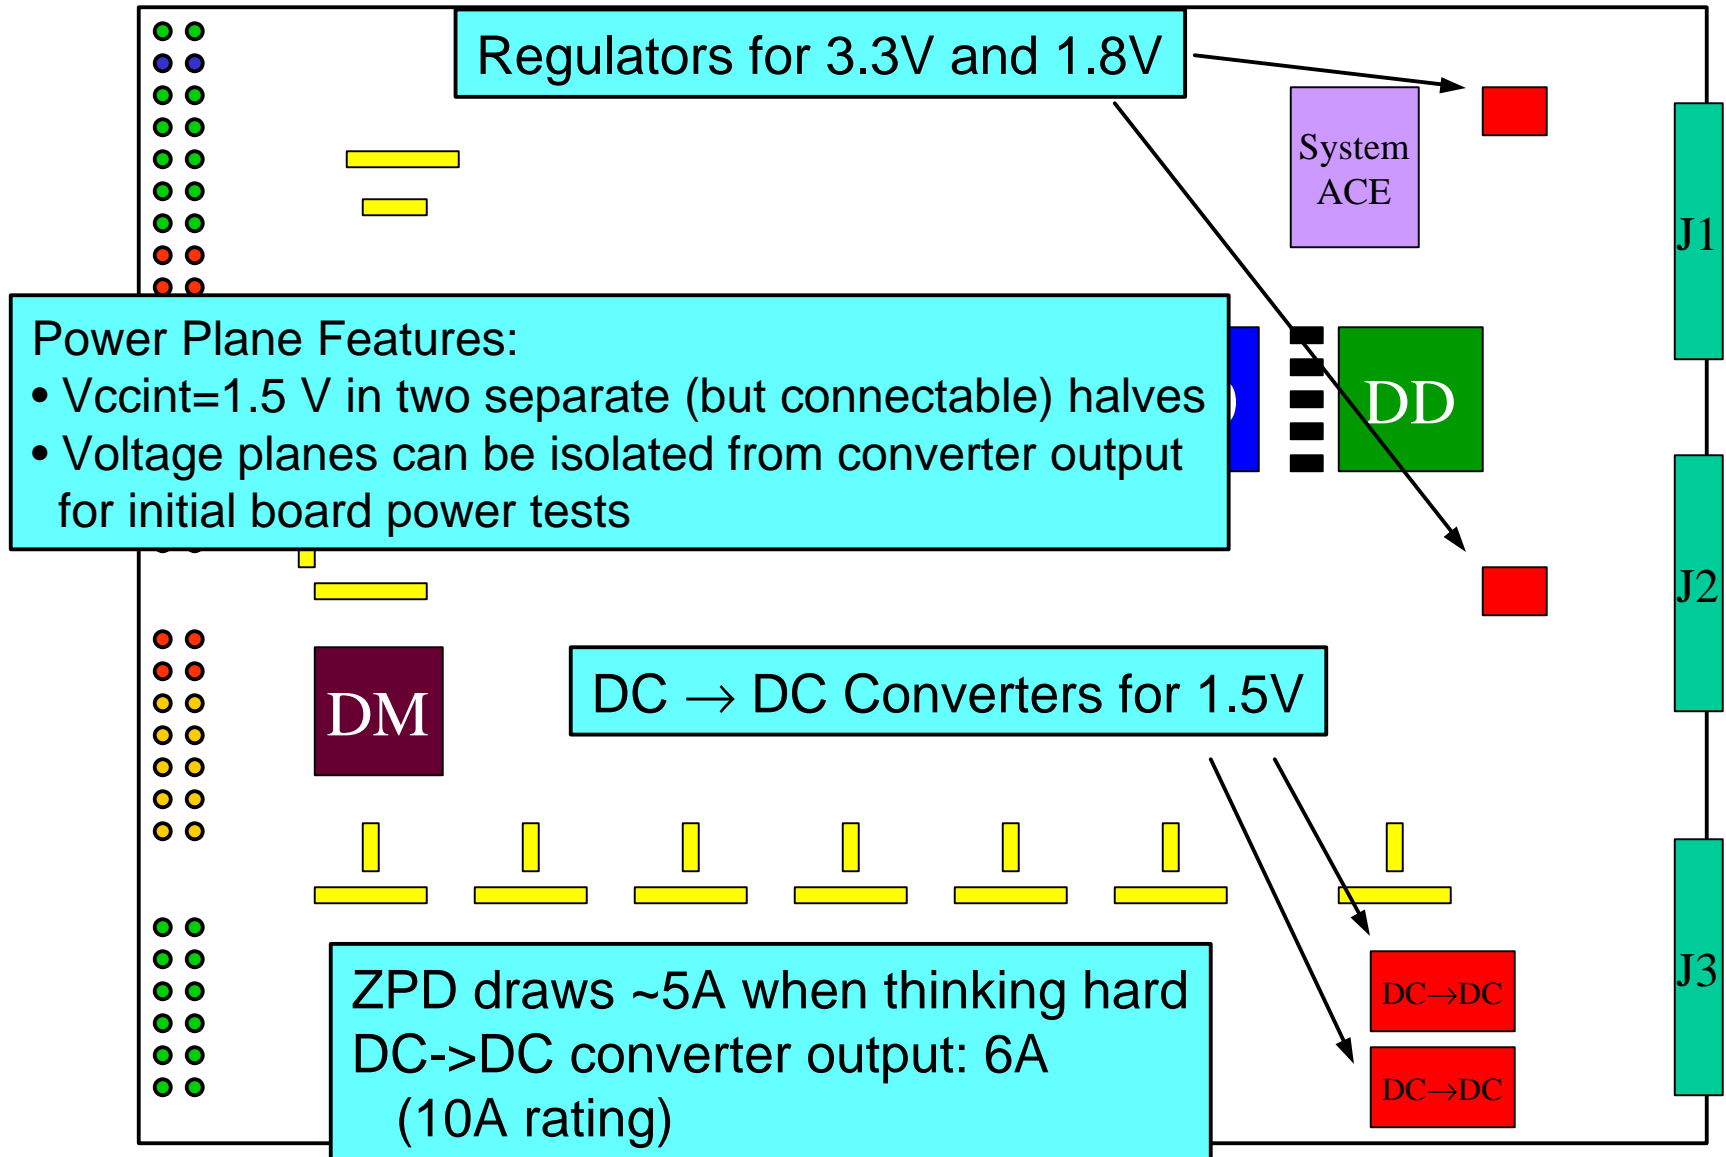 Regulators for 3.3V and 1.8V
System
ACE
J1
Power Plane Features:
• Vccint=1.5 V in two separate (but connectable) halves
• Voltage planes can be isolated from converter output
for initial board power tests
DD
J2
DM
DC → DC Converters for 1.5V
ZPD draws ~5A when thinking hard
DC->DC converter output: 6A
(10A rating)
DC→DC
DC→DC
J3